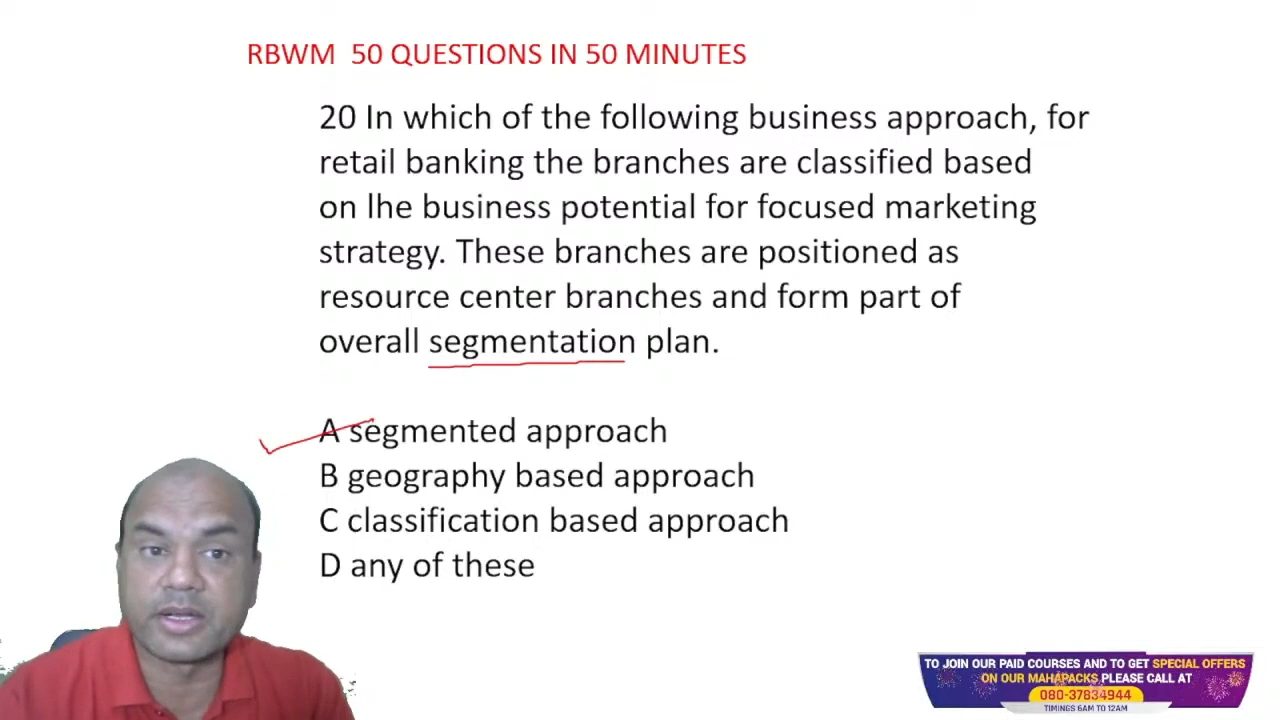 RBWM 50 QUESTIONS IN 50 MINUTES
20 In which of the following business approach, for
retail banking the branches are classified based
on lhe business potential for focused marketing
strategy. These branches are positioned as
resource center branches and form part of
overall segmentation plan.
A segmented approach
B geography based approach
C classification based approach
D any of these
TO JOIN OUR PAID COURSES AND TO GET SPECIAL OFFERS
ON OUR MAHAPACKS PLEASE CALL AT
080-37834944
TIMINGS 6AM TO 12AM